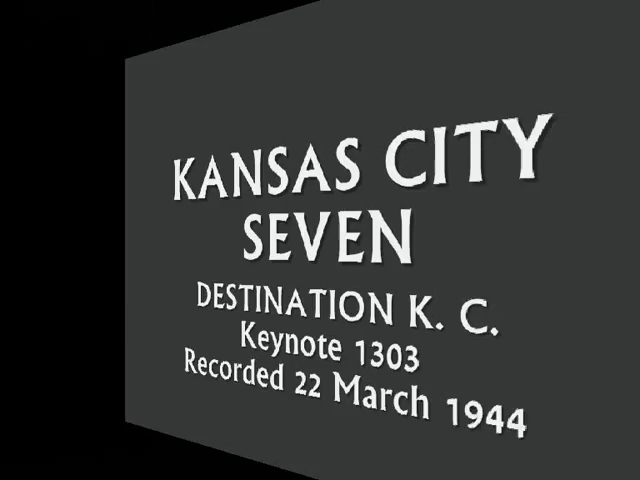 KANSAS CITY
SEVEN
DESTINATION K. C.
Keynote 1303
Recorded 22 March 1944